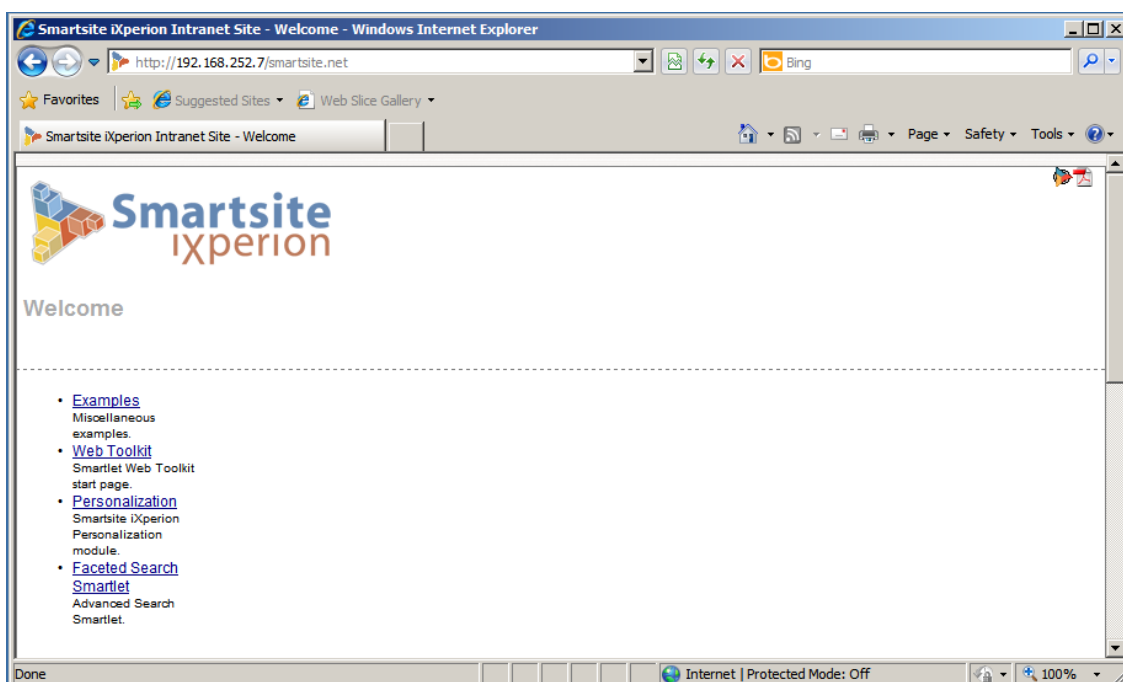 Smartsite iXperion Intranet Site - Welcome - Windows Internet Explorer
http://192.168.252.7/smartsite.net
Bing
Favorites
Suggested Sites
Web Slice Gallery
Smartsite iXperion Intranet Site - Welcome
Page
Safety
Tools
Smartsite
ixperion
Welcome
• Examples
Miscellaneous
examples.
• Web Toolkit
Smartlet Web Toolkit
start page.
• Personalization
Smartsite iXperion
Personalization
module.
• Faceted Search
Smartlet
Advanced Search
Smartlet.
Done
Internet | Protected Mode: Off
100%